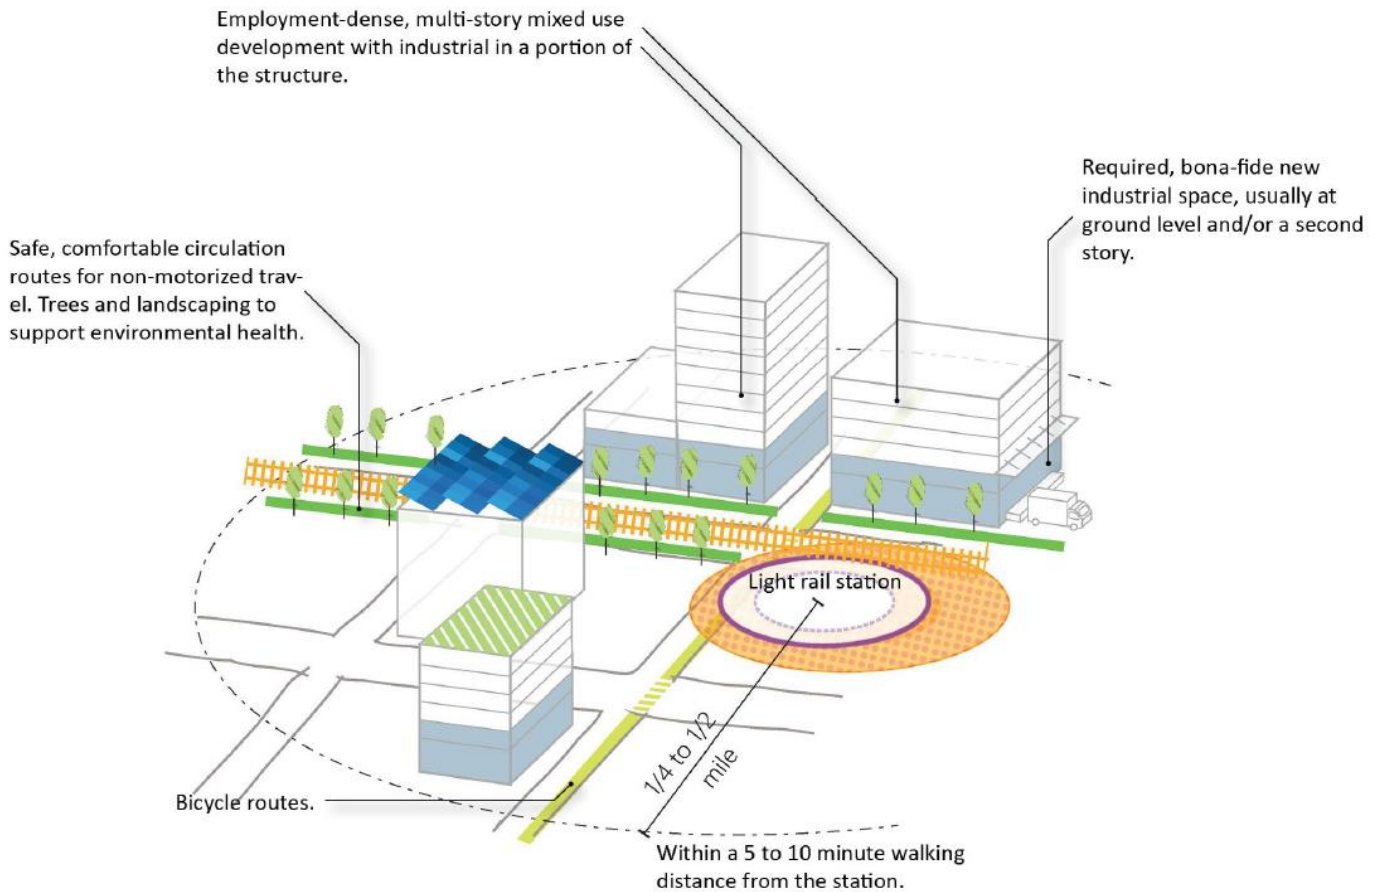 Employment-dense, multi-story mixed use
development with industrial in a portion of
the structure.
Required, bona-fide new
industrial space, usually at
ground level and/or a second
story.
Safe, comfortable circulation
routes for non-motorized trav-
el. Trees and landscaping to
support environmental health.
Light rail station
1/4 to 1/2
mile
Bicycle routes.
Within a 5 to 10 minute walking
distance from the station.